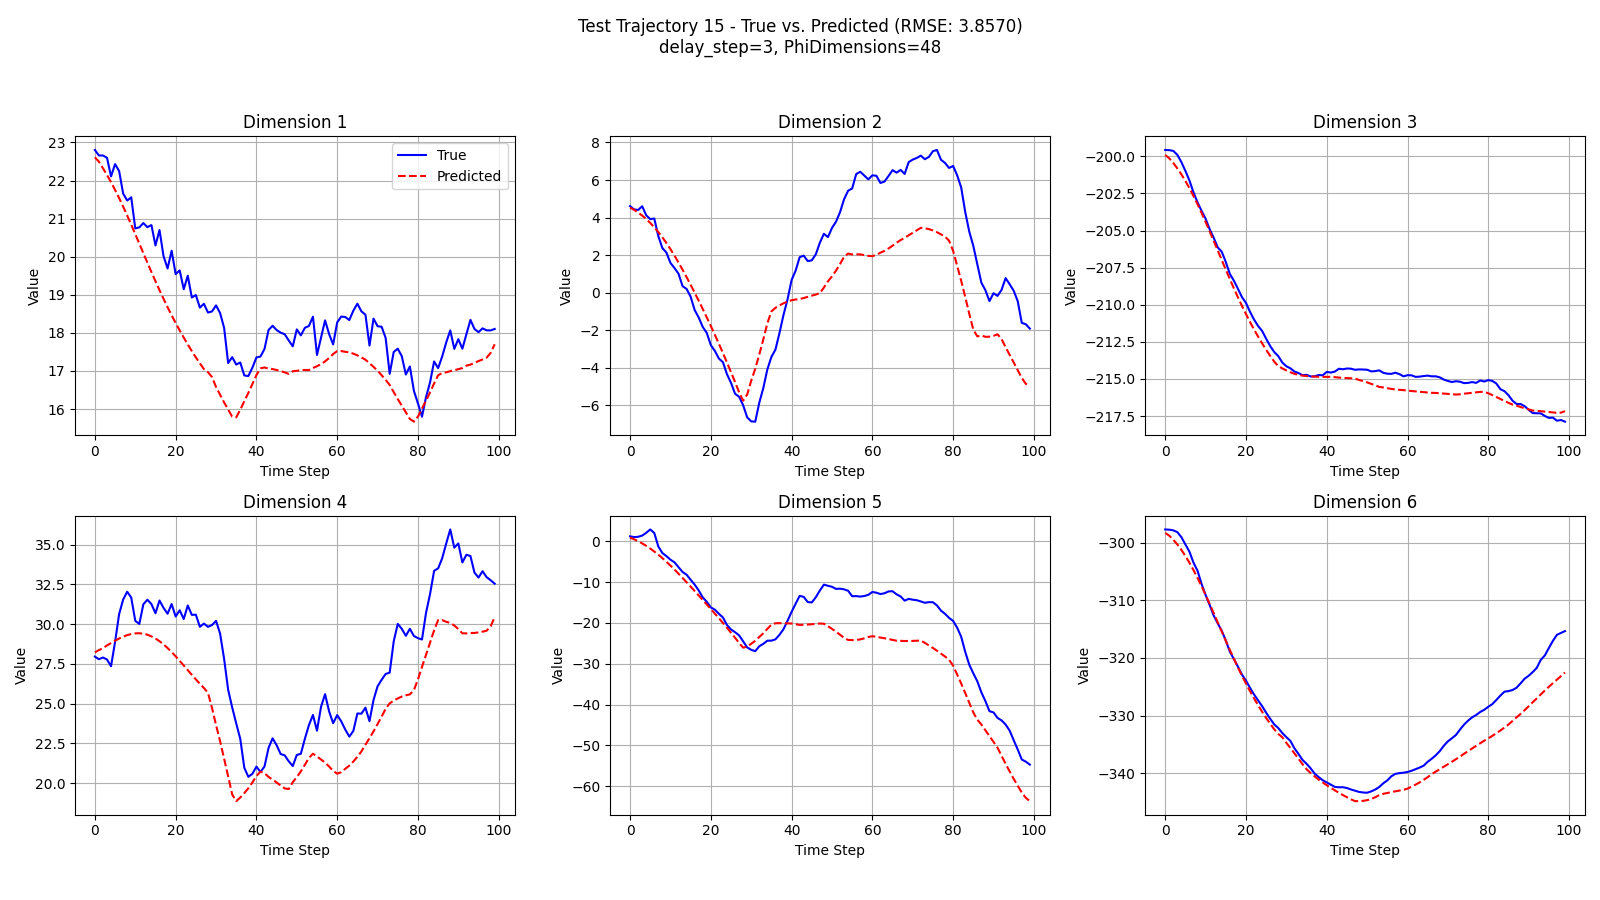 Test Trajectory 15 - True vs. Predicted (RMSE: 3.8570)
delay_step=3, PhiDimensions=48
Dimension 1
23
22
21
20
19
18
17
16
Value
0 20 40 60 80 100
Time Step
True
Predicted
Dimension 2
8
6
4
2
0
−2
−4
−6
Value
0 20 40 60 80 100
Time Step
Dimension 3
−200.0
−202.5
−205.0
−207.5
−210.0
−212.5
−215.0
−217.5
Value
0 20 40 60 80 100
Time Step
Dimension 4
35.0
32.5
30.0
27.5
25.0
22.5
20.0
Value
0 20 40 60 80 100
Time Step
Dimension 5
0
−10
−20
−30
−40
−50
−60
Value
0 20 40 60 80 100
Time Step
Dimension 6
−300
−310
−320
−330
−340
Value
0 20 40 60 80 100
Time Step